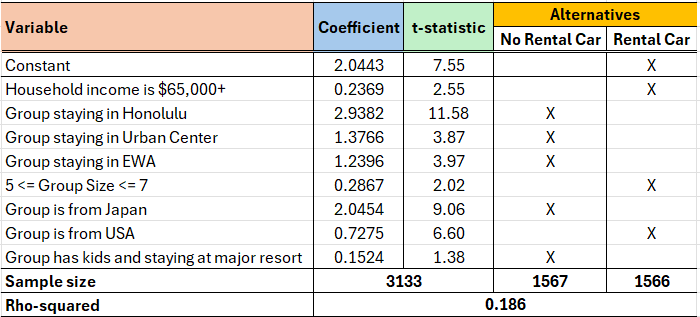 Variable Coefficient t-statistic Alternatives
No Rental Car Rental Car
Constant 2.0443 7.55 X
Household income is $65,000+ 0.2369 2.55 X
Group staying in Honolulu 2.9382 11.58 X
Group staying in Urban Center 1.3766 3.87 X
Group staying in EWA 1.2396 3.97 X
5 <= Group Size <= 7 0.2867 2.02 X
Group is from Japan 2.0454 9.06 X
Group is from USA 0.7275 6.60 X
Group has kids and staying at major resort 0.1524 1.38 X
Sample size 3133 1567 1566
Rho-squared 0.186